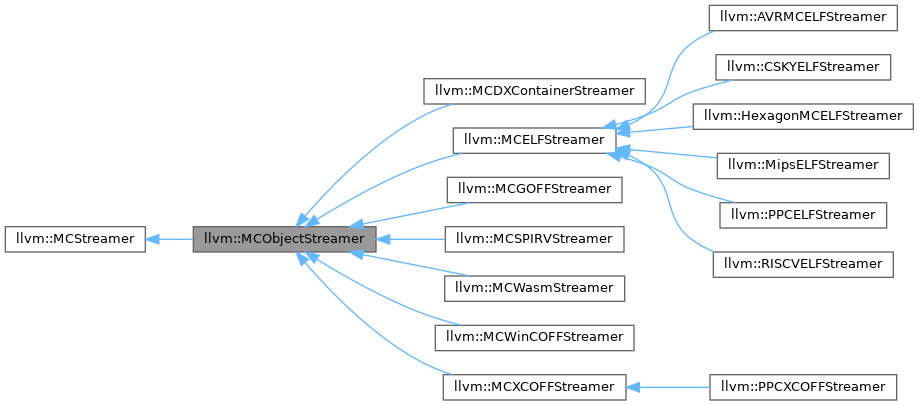 llvm::AVRMCELFStreamer
llvm::CSKYELFStreamer
llvm::MCDXContainerStreamer
llvm::HexagonMCELFStreamer
llvm::MCELFStreamer
llvm::MipsELFStreamer
llvm::MCGOFFStreamer
llvm::PPCELFStreamer
llvm::MCStreamer
llvm::MCObjectStreamer
llvm::MCSPIRVStreamer
llvm::RISCVELFStreamer
llvm::MCWasmStreamer
llvm::MCWinCOFFStreamer
llvm::MCXCOFFStreamer
llvm::PPCXCOFFStreamer